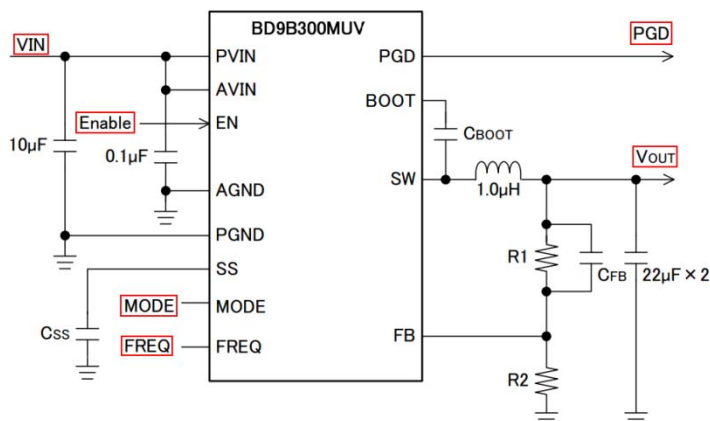 BD9B300MUV
VIN
PGD
PVIN
PGD
AVIN
BOOT
Enable
EN
CBOOT
10µF
0.1µF
VOUT
SW
1.0µH
AGND
PGND
R1
CFB
22µF×2
SS
MODE
MODE
CSS
FB
FREQ
FREQ
R2